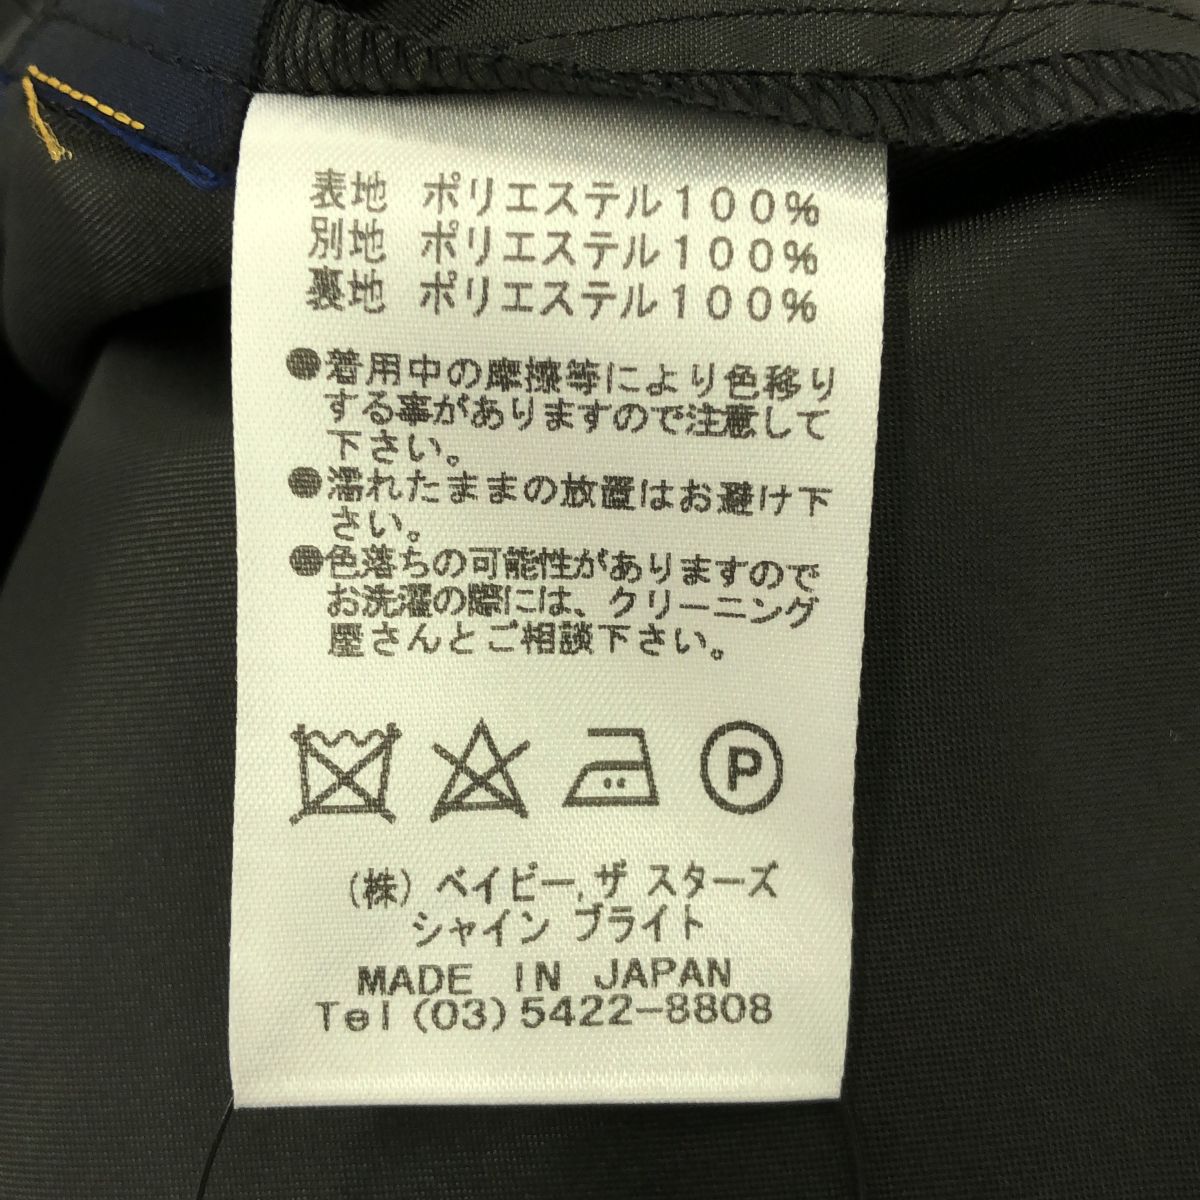 表地 ポリエステル100%
別地 ポリエステル100%
裏地 ポリエステル100%
●着用中の摩擦等により色移り
する事がありますので注意して
下さい。
●濡れたままの放置はお避け下
さい。
●色落ちの可能性がありますので
お洗濯の際には、クリーニング
屋さんとご相談下さい。
P
(株) ベイビー,ザ スターズ
シャイン ブライト
MADE IN JAPAN
Tel(03)5422-8808